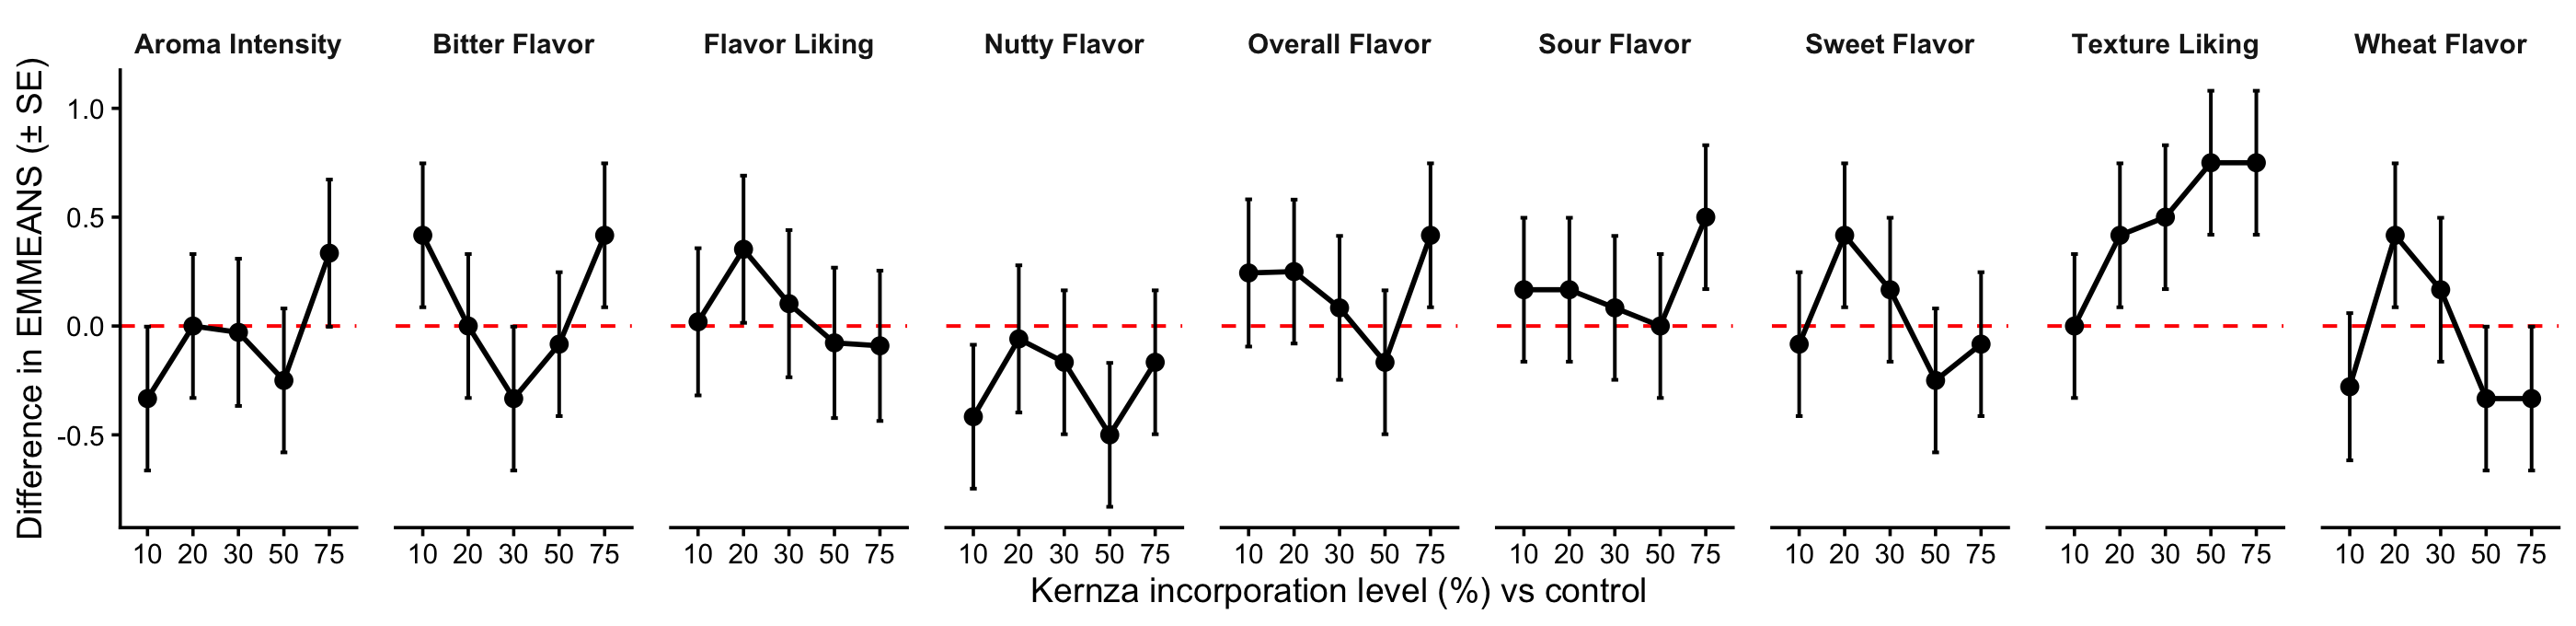 Aroma Intensity Bitter Flavor Flavor Liking Nutty Flavor Overall Flavor Sour Flavor Sweet Flavor Texture Liking Wheat Flavor
Difference in EMMEANS (± SE)
1.0
0.5
0.0
-0.5
10 20 30 50 75 10 20 30 50 75 10 20 30 50 75 10 20 30 50 75 10 20 30 50 75 10 20 30 50 75 10 20 30 50 75 10 20 30 50 75 10 20 30 50 75
Kernza incorporation level (%) vs control